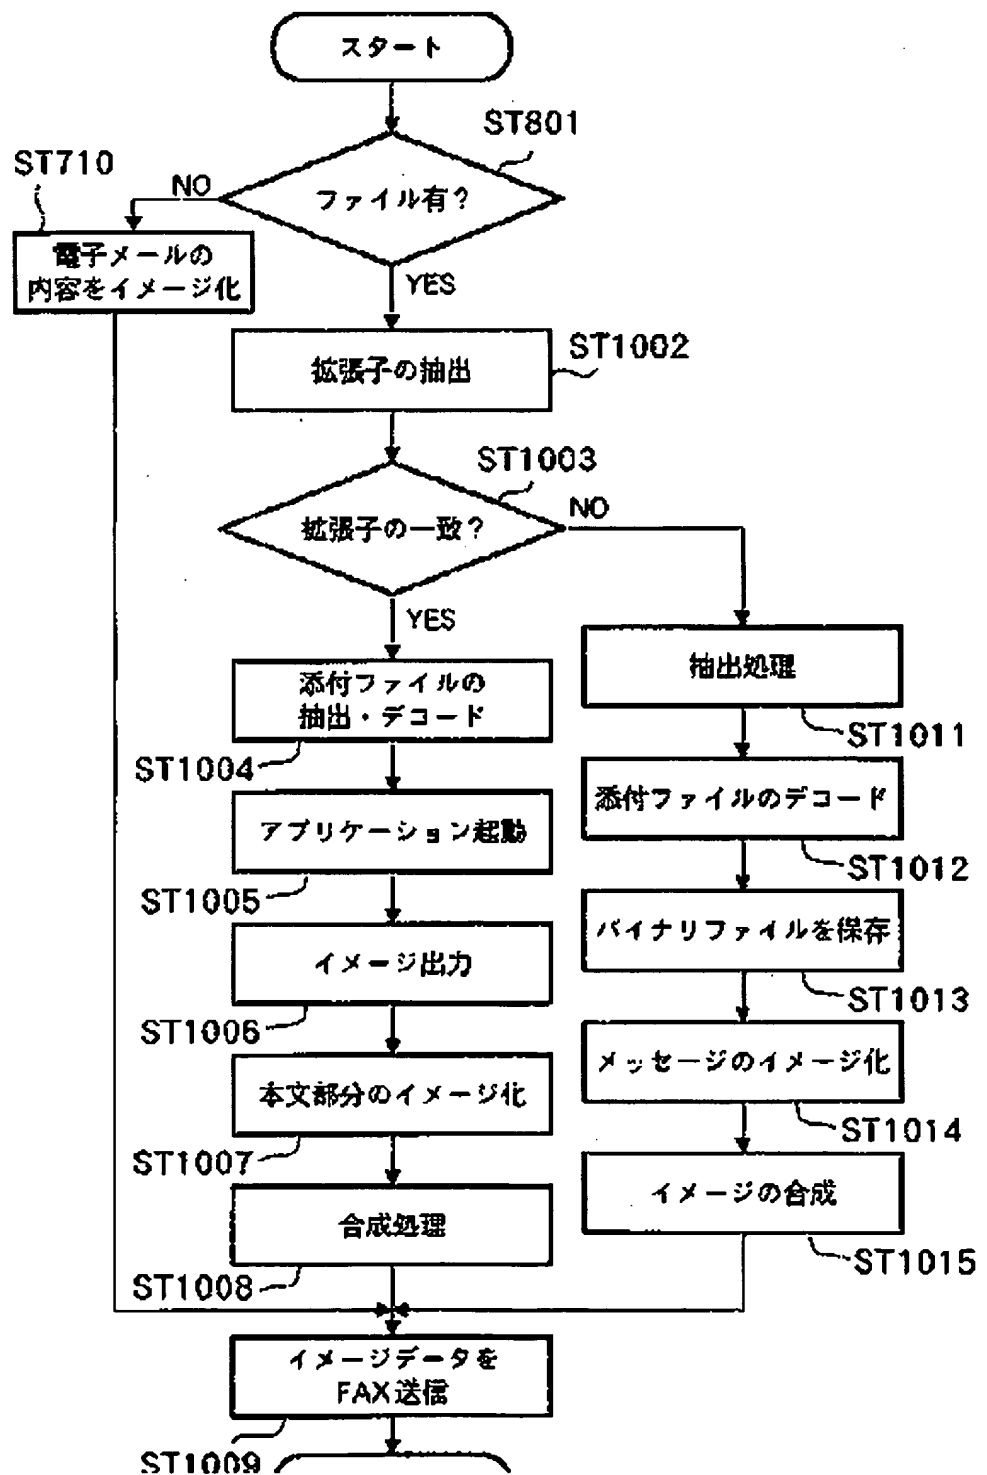 スタート
ST801
ファイル有?
ST710
NO
電子メールの
内容をイメージ化
YES
拡張子の抽出
ST1002
ST1003
拡張子の一致?
NO
YES
添付ファイルの
抽出・デコード
ST1004
抽出処理
ST1011
アプリケーション起動
ST1005
添付ファイルのデコード
ST1012
イメージ出力
ST1006
バイナリファイルを保存
ST1013
本文部分のイメージ化
ST1007
メッセージのイメージ化
ST1014
合成処理
ST1008
イメージの合成
ST1015
イメージデータを
FAX送信
ST1009